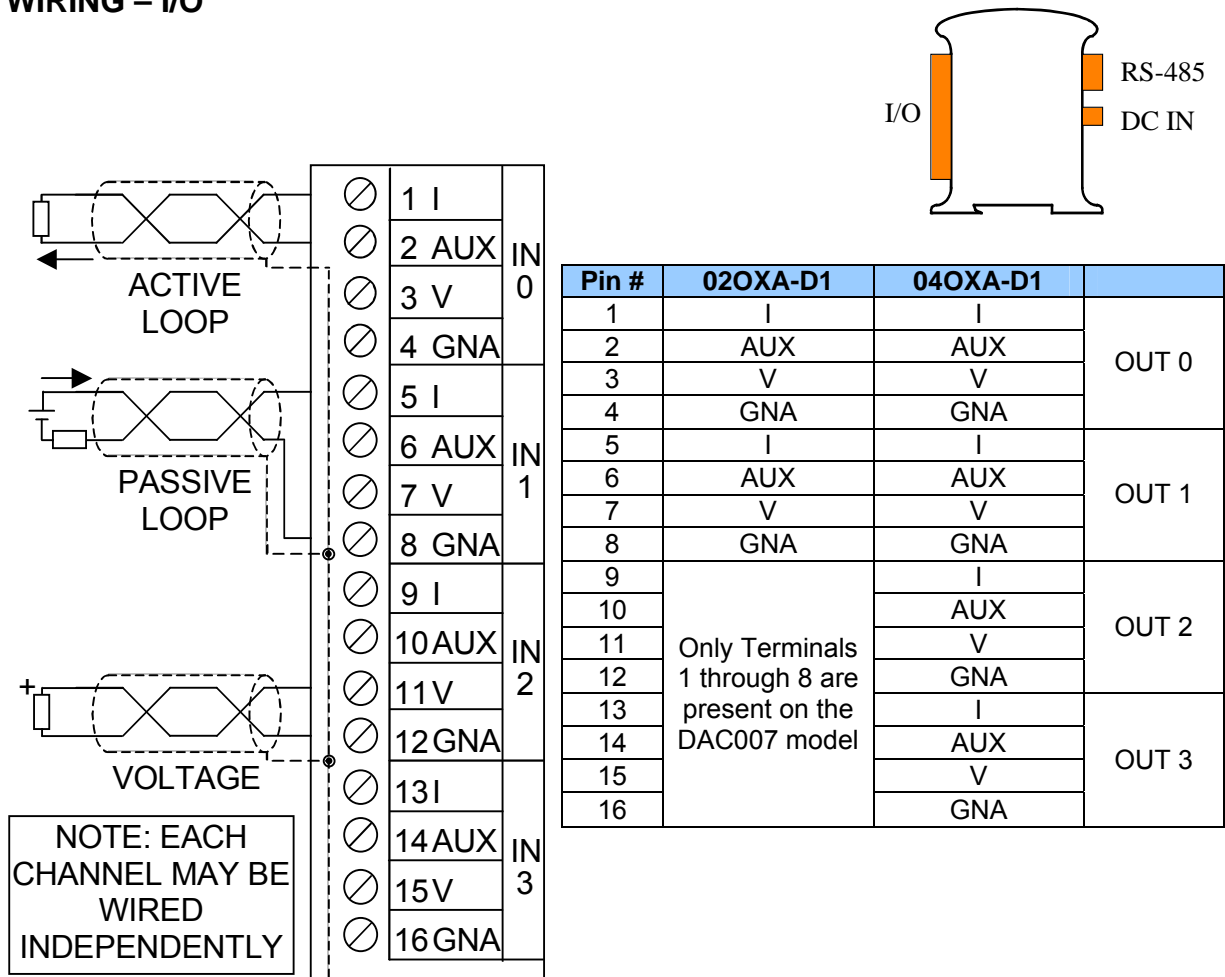 WIRING – I/O
I/O
RS-485
DC IN
ACTIVE
LOOP
PASSIVE
LOOP
+
VOLTAGE
NOTE: EACH
CHANNEL MAY BE
WIRED
INDEPENDENTLY
1 I
2 AUX
3 V
4 GNA
IN
0
5 I
6 AUX
7 V
8 GNA
IN
1
9 I
10 AUX
11 V
12 GNA
IN
2
13 I
14 AUX
15 V
16 GNA
IN
3
Pin # 02OXA-D1 04OXA-D1
1 I I
2 AUX AUX
3 V V
4 GNA GNA
OUT 0
5 I I
6 AUX AUX
7 V V
8 GNA GNA
OUT 1
9 I
10 AUX
11 V
12 GNA
OUT 2
13 I
14 AUX
15 V
16 GNA
OUT 3
Only Terminals
1 through 8 are
present on the
DAC007 model